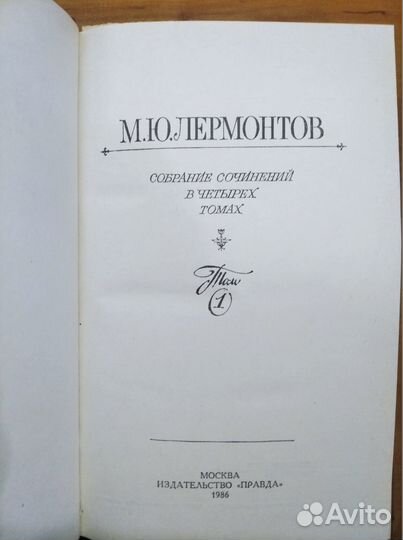 М.Ю.ЛЕРМОНТОВ
СОБРАНИЕ СОЧИНЕНИЙ
В ЧЕТЫРЕХ
ТОМАХ
Том
1
МОСКВА
ИЗДАТЕЛЬСТВО «ПРАВДА»
1986
Avito